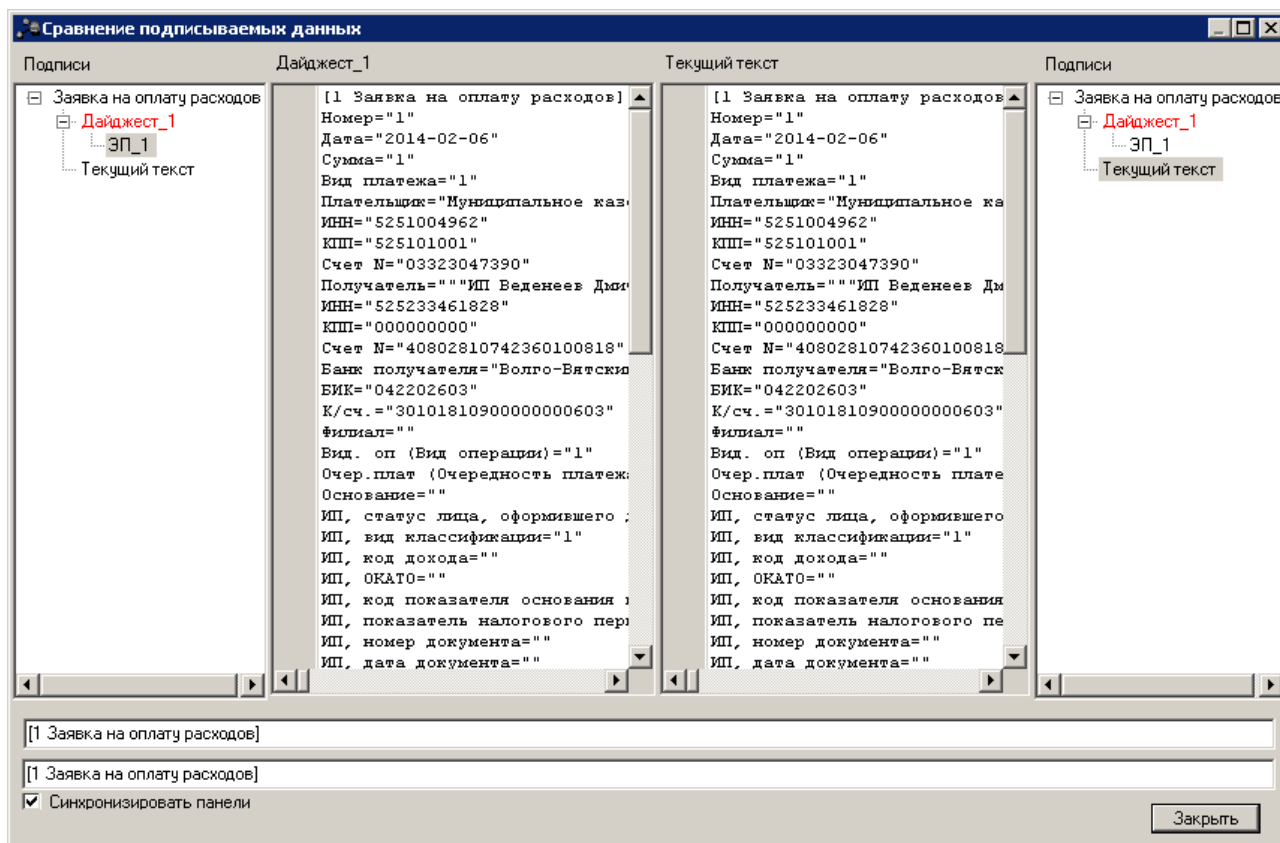 Сравнение подписываемых данных
Подписи
Дайджест_1
Текущий текст
Подписи
Заявка на оплату расходов
Дайджест_1
ЭП_1
Текущий текст
[1 Заявка на оплату расходов]
Номер="1"
Дата="2014-02-06"
Сумма="1"
Вид платежа="1"
Плательщик="Муниципальное
ИНН="5251004962"
КПП="525101001"
Счет N="03323047390"
Получатель="""ИП Веденеев
ИНН="525233461828"
КПП="000000000"
Счет N="40802810742360100818"
Банк получателя="Волго-Вятски
БИК="042202603"
К/сч.="30101810900000000603"
Филиал=""
Вид. оп (Вид операции)="1"
Очер.плат (Очередность платеж
Основание=""
ИП, статус лица, оформившего
ИП, вид классификации="1"
ИП, код дохода=""
ИП, ОКАТО=""
ИП, код показателя основания
ИП, показатель налогового пер
ИП, номер документа=""
ИП, дата документа=""
[1 Заявка на оплату расходов
Номер="1"
Дата="2014-02-06"
Сумма="1"
Вид платежа="1"
Плательщик="Муниципальное ка
ИНН="5251004962"
КПП="525101001"
Счет N="03323047390"
Получатель="""ИП Веденеев Дм
ИНН="525233461828"
КПП="000000000"
Счет N="40802810742360100818
Банк получателя="Волго-Вятск
БИК="042202603"
К/сч.="30101810900000000603"
Филиал=""
Вид. оп (Вид операции)="1"
Очер.плат (Очередность плате
Основание=""
ИП, статус лица, оформившего
ИП, вид классификации="1"
ИП, код дохода=""
ИП, ОКАТО=""
ИП, код показателя основания
ИП, показатель налогового пе
ИП, номер документа=""
ИП, дата документа=""
Заявка на оплату расходов
Дайджест_1
ЭП_1
Текущий текст
[1 Заявка на оплату расходов]
[1 Заявка на оплату расходов]
Синхронизировать панели
Закрыть